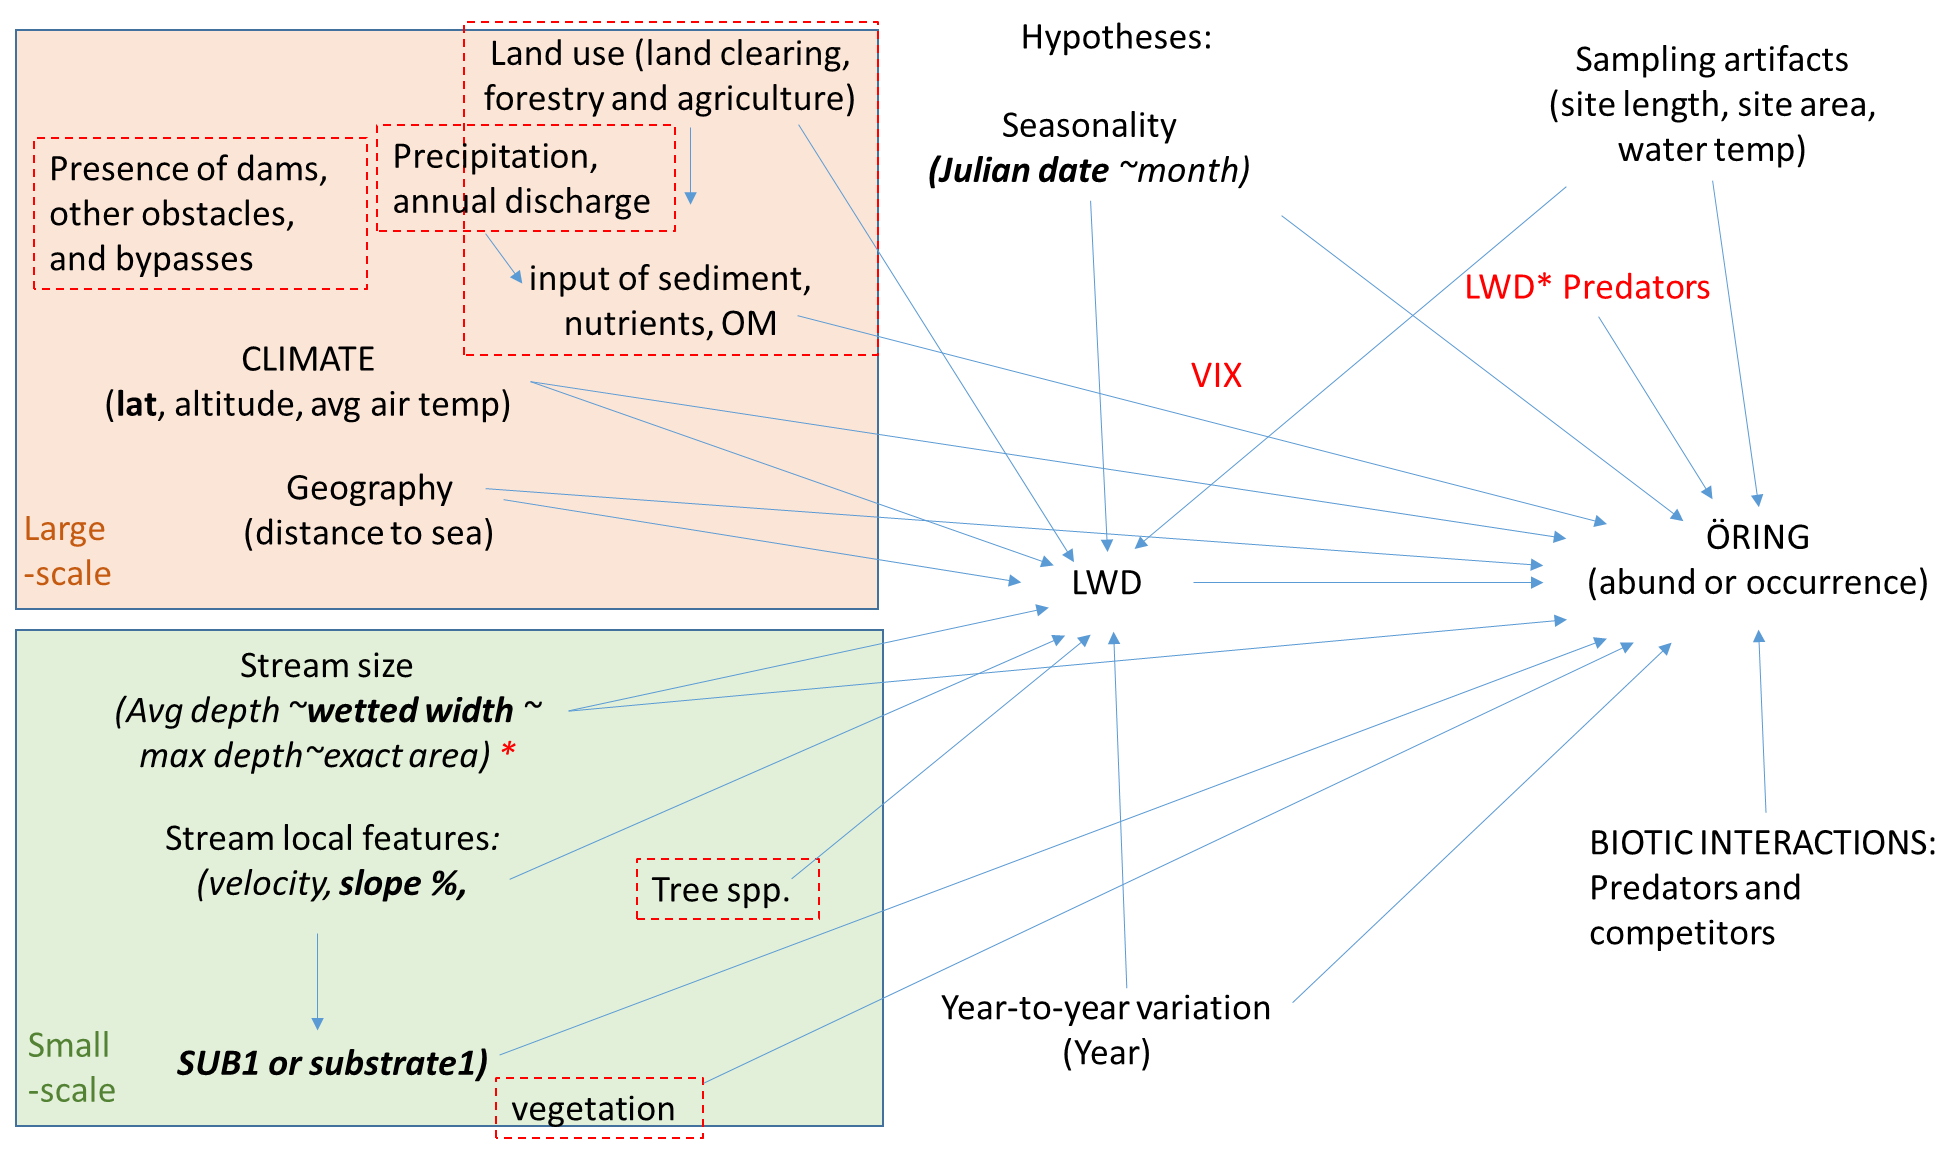 Land use (land clearing,
forestry and agriculture)
Presence of dams,
other obstacles,
and bypasses
Precipitation,
annual discharge
input of sediment,
nutrients, OM
CLIMATE
(lat, altitude, avg air temp)
Geography
(distance to sea)
Large
-scale
Hypotheses:
Seasonality
(Julian date ~month)
Sampling artifacts
(site length, site area,
water temp)
LWD* Predators
VIX
LWD
ÖRING
(abund or occurrence)
Stream size
(Avg depth ~wetted width ~
max depth~exact area) *
Stream local features:
(velocity, slope %,
Tree spp.
SUB1 or substrate1)
vegetation
Small
-scale
Year-to-year variation
(Year)
BIOTIC INTERACTIONS:
Predators and
competitors